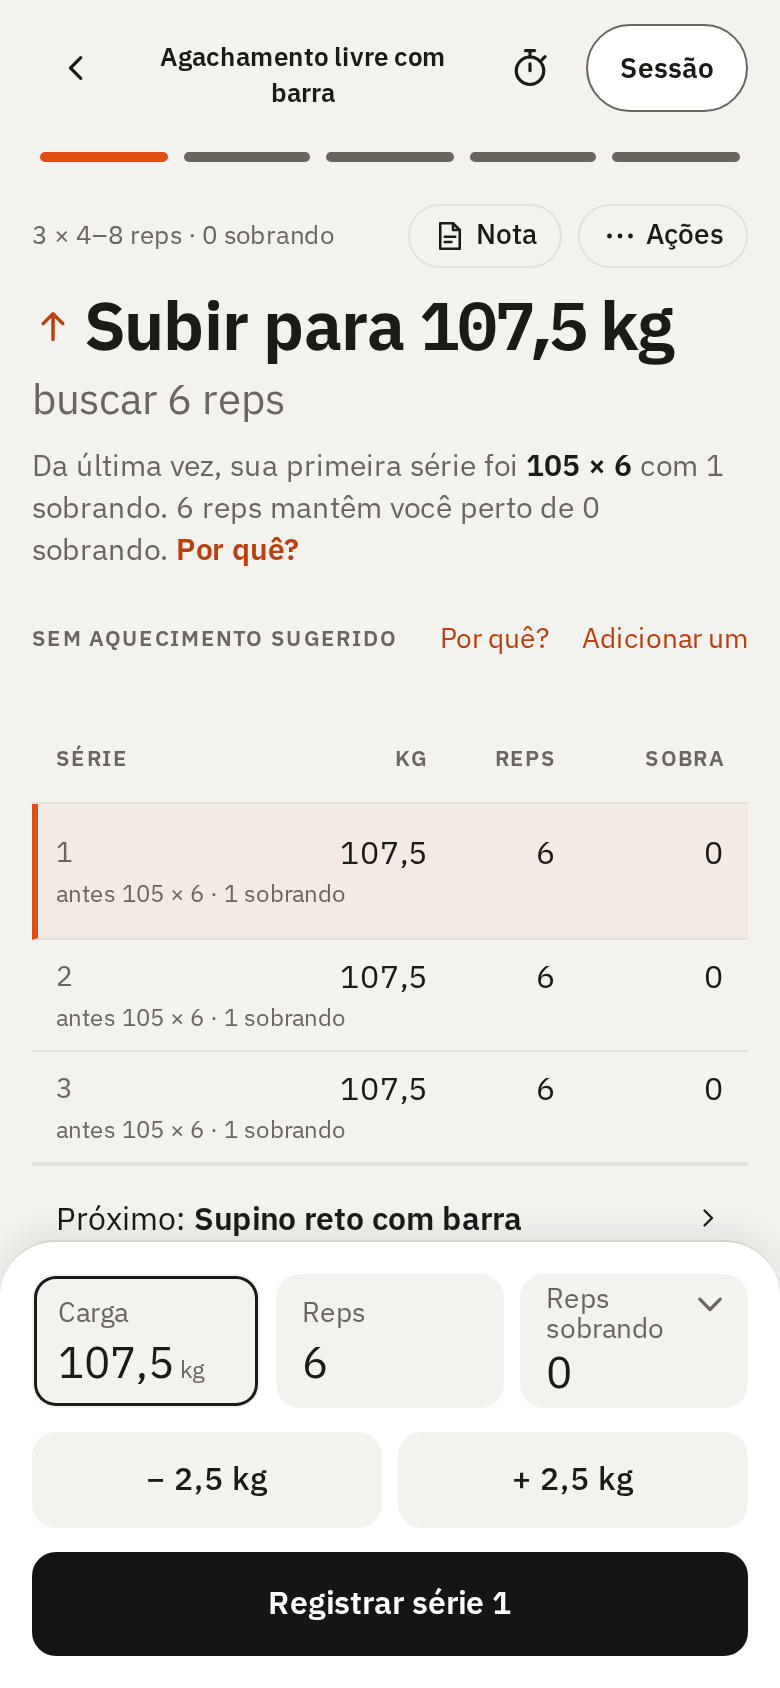 Agachamento livre com
barra
Sessão
3 × 4–8 reps · 0 sobrando
Nota
Ações
Subir para 107,5 kg
buscar 6 reps
Da última vez, sua primeira série foi 105 × 6 com 1
sobrando. 6 reps mantêm você perto de 0
sobrando. Por quê?
SEM AQUECIMENTO SUGERIDO Por quê? Adicionar um
SÉRIE KG REPS SOBRA
1 107,5 6 0
antes 105 × 6 · 1 sobrando
2 107,5 6 0
antes 105 × 6 · 1 sobrando
3 107,5 6 0
antes 105 × 6 · 1 sobrando
Próximo: Supino reto com barra
Carga
107,5 kg
Reps
6
Reps
sobrando
0
− 2,5 kg
+ 2,5 kg
Registrar série 1